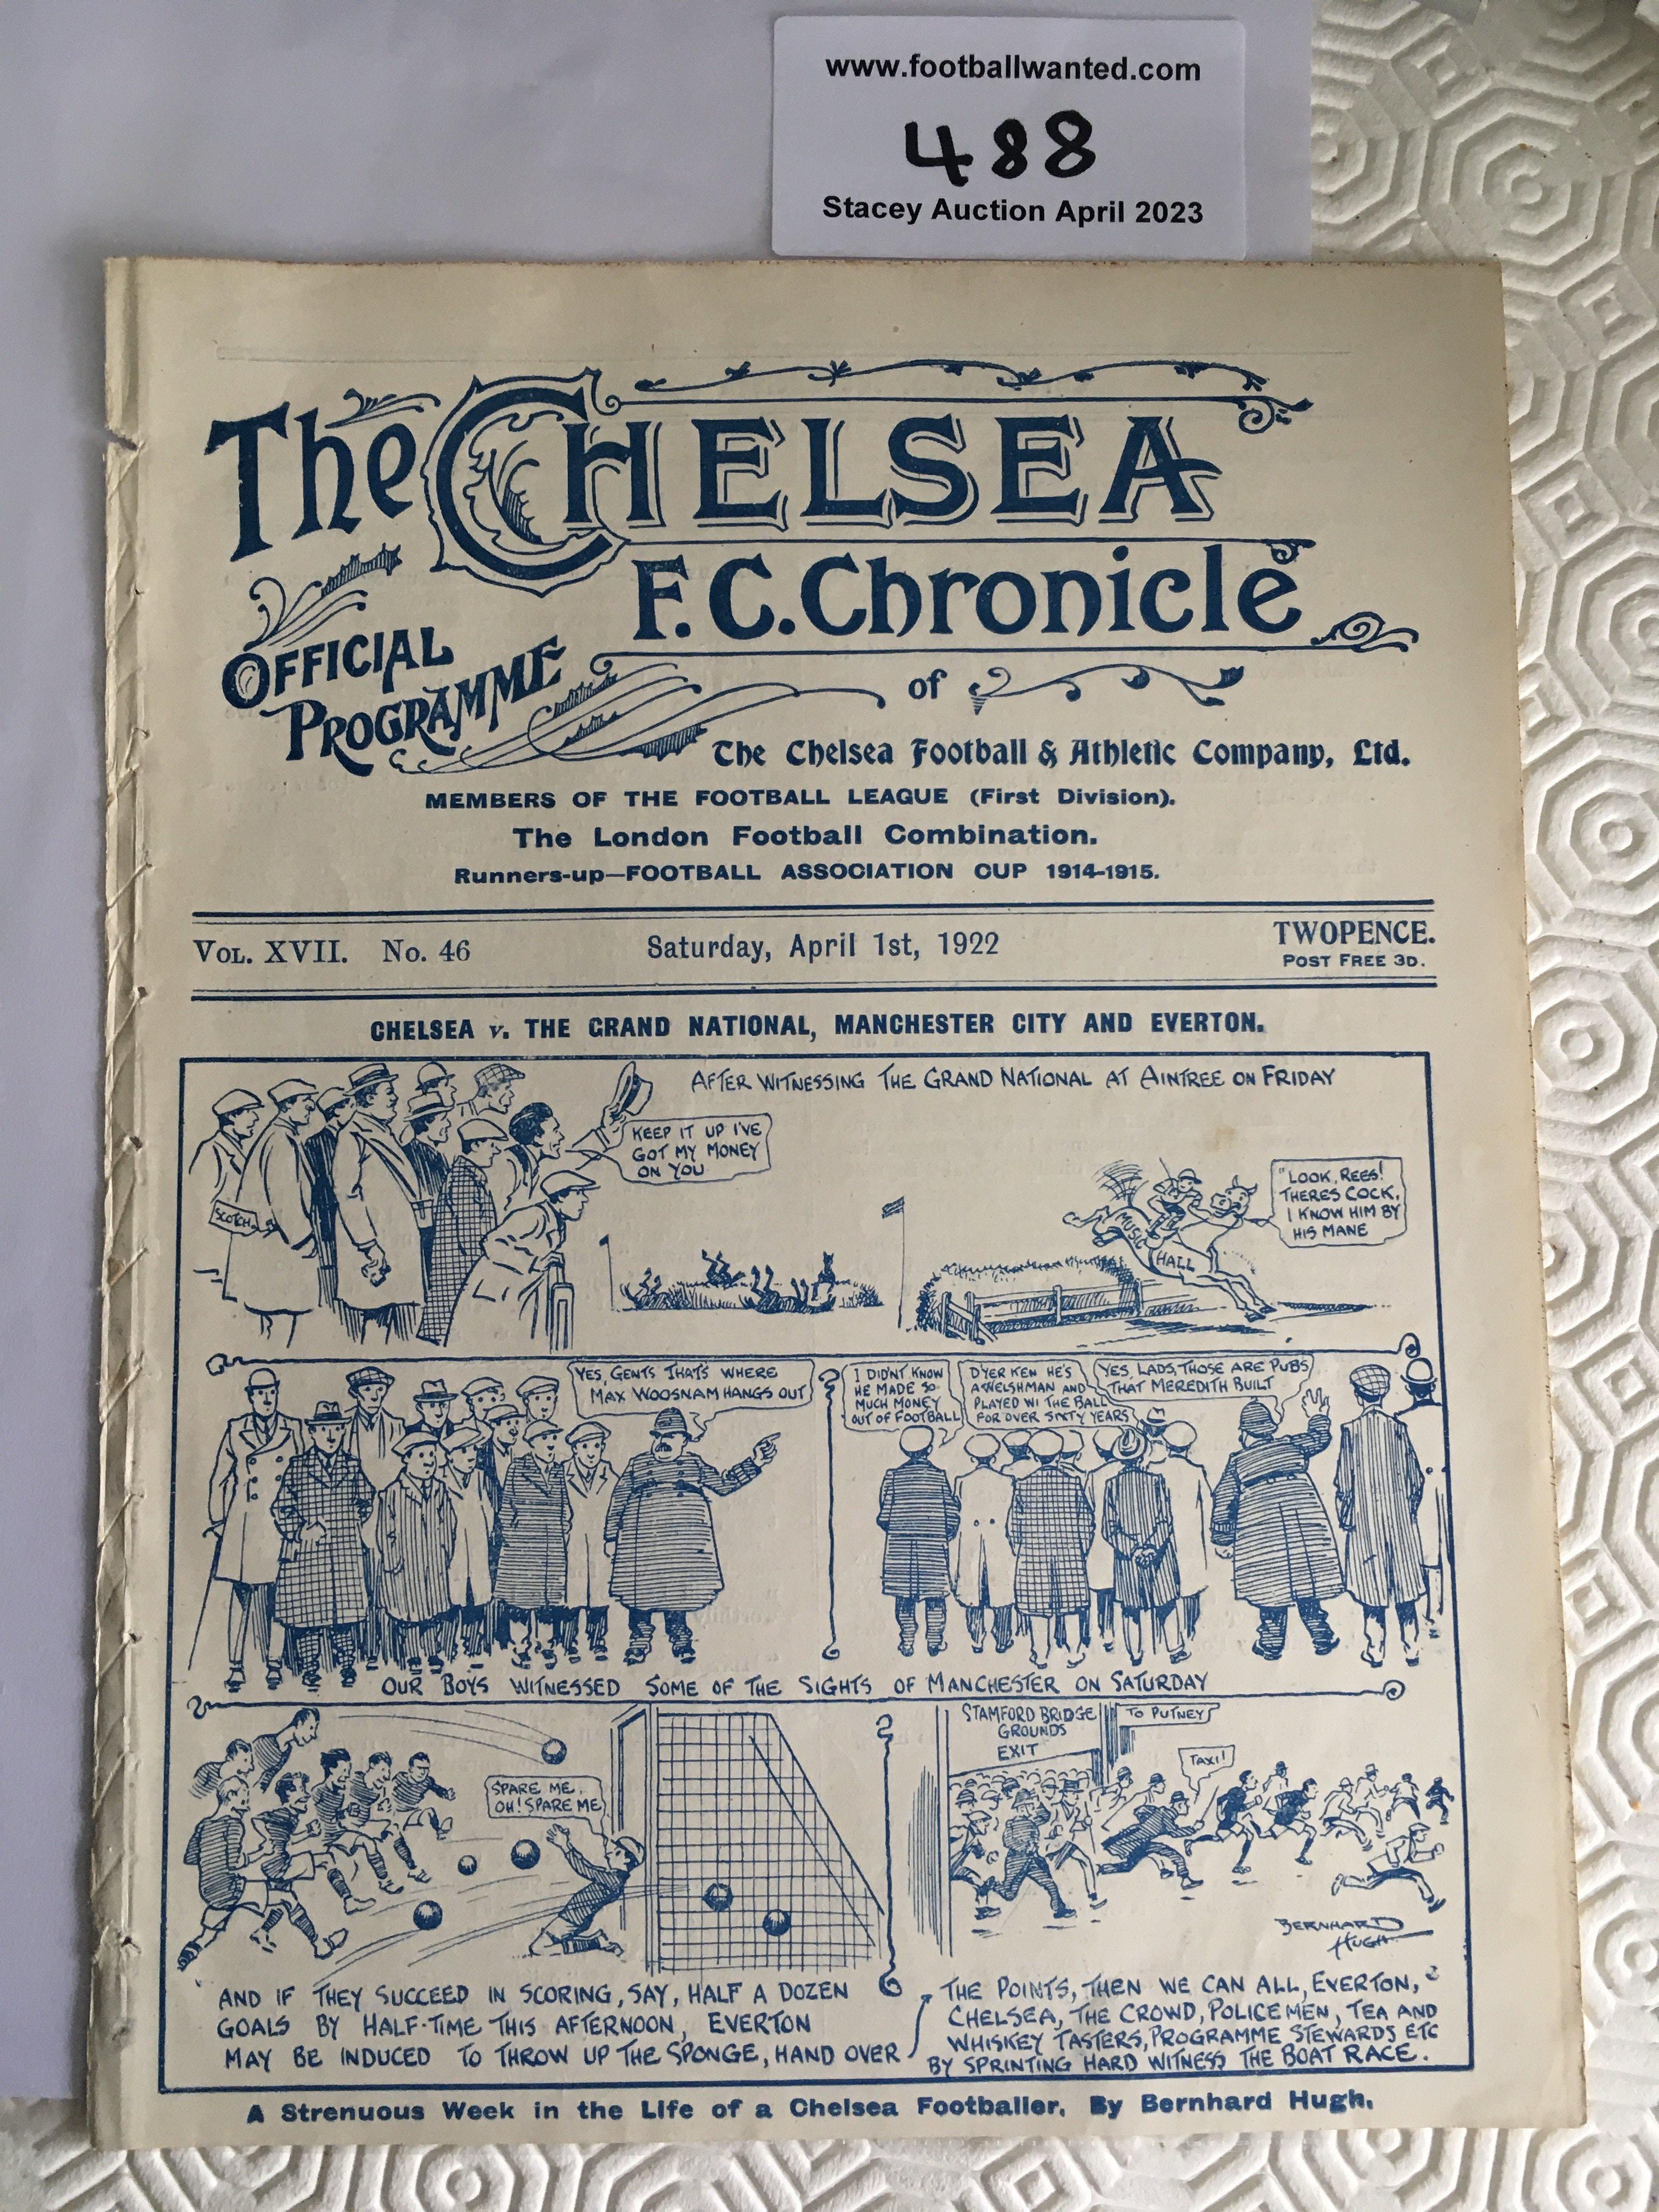 www.footballwanted.com
488
Stacey Auction April 2023
The CHELSEA
F.C. Chronicle
OFFICIAL
PROGRAMME
of
The Chelsea Football & Athletic Company, Ltd.
MEMBERS OF THE FOOTBALL LEAGUE (First Division).
The London Football Combination.
Runners-up—FOOTBALL ASSOCIATION CUP 1914-1915.
VOL. XVII. No. 46
Saturday, April 1st, 1922
TWOPENCE.
POST FREE 3D.
CHELSEA v. THE GRAND NATIONAL, MANCHESTER CITY AND EVERTON.
AFTER WITNESSING THE GRAND NATIONAL AT AINTREE ON FRIDAY
KEEP IT UP I'VE
GOT MY MONEY
ON YOU
"LOOK, REES!
THERES COCK,
I KNOW HIM BY
HIS MANE
SCOTCH
MUSIC
HALL
YES, GENTS THATS WHERE
MAX WOOSNAM HANGS OUT
I DIDN'T KNOW
HE MADE SO
MUCH MONEY
OUT OF FOOTBALL
D'YER KEN HE'S
A WELSHMAN AND
PLAYED WI THE BALL
FOR OVER SIXTY YEARS
YES, LADS, THOSE ARE PUBS
THAT MEREDITH BUILT
OUR BOYS WITNESSED SOME OF THE SIGHTS OF MANCHESTER ON SATURDAY
SPARE ME,
OH! SPARE ME
STAMFORD BRIDGE
GROUNDS
EXIT
TO PUTNEY
TAXI!
BERNHARD
HUGH
AND IF THEY SUCCEED IN SCORING, SAY, HALF A DOZEN
GOALS BY HALF-TIME THIS AFTERNOON, EVERTON
MAY BE INDUCED TO THROW UP THE SPONGE, HAND OVER
THE POINTS, THEN WE CAN ALL, EVERTON,
CHELSEA, THE CROWD, POLICEMEN, TEA AND
WHISKEY TASTERS, PROGRAMME STEWARDS ETC
BY SPRINTING HARD WITNESS THE BOAT RACE.
A Strenuous Week in the Life of a Chelsea Footballer, By Bernhard Hugh.